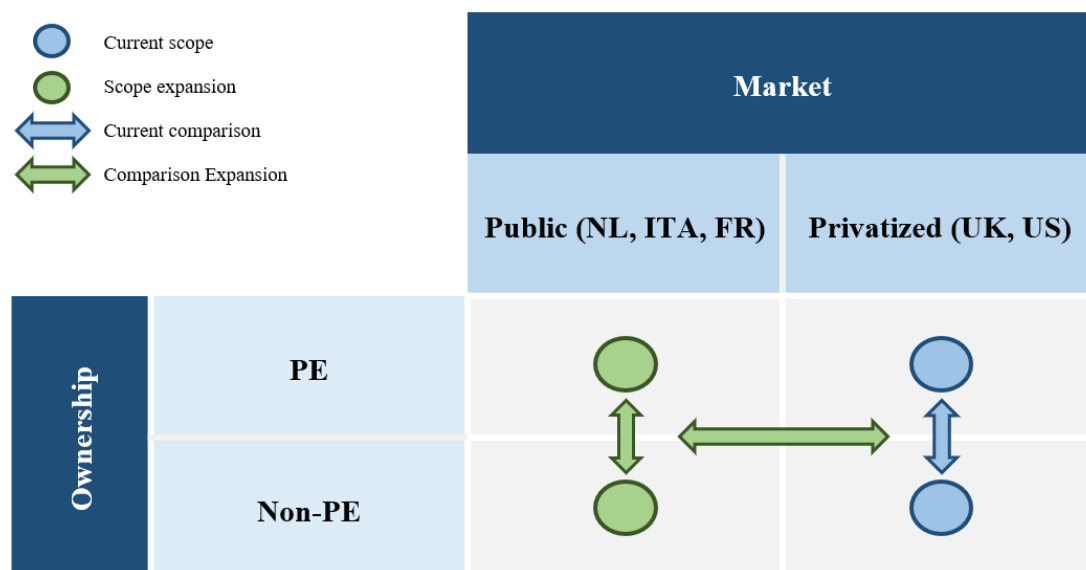 Current scope
Scope expansion
Current comparison
Comparison Expansion
Market
Public (NL, ITA, FR)
Privatized (UK, US)
Ownership
PE
Non-PE